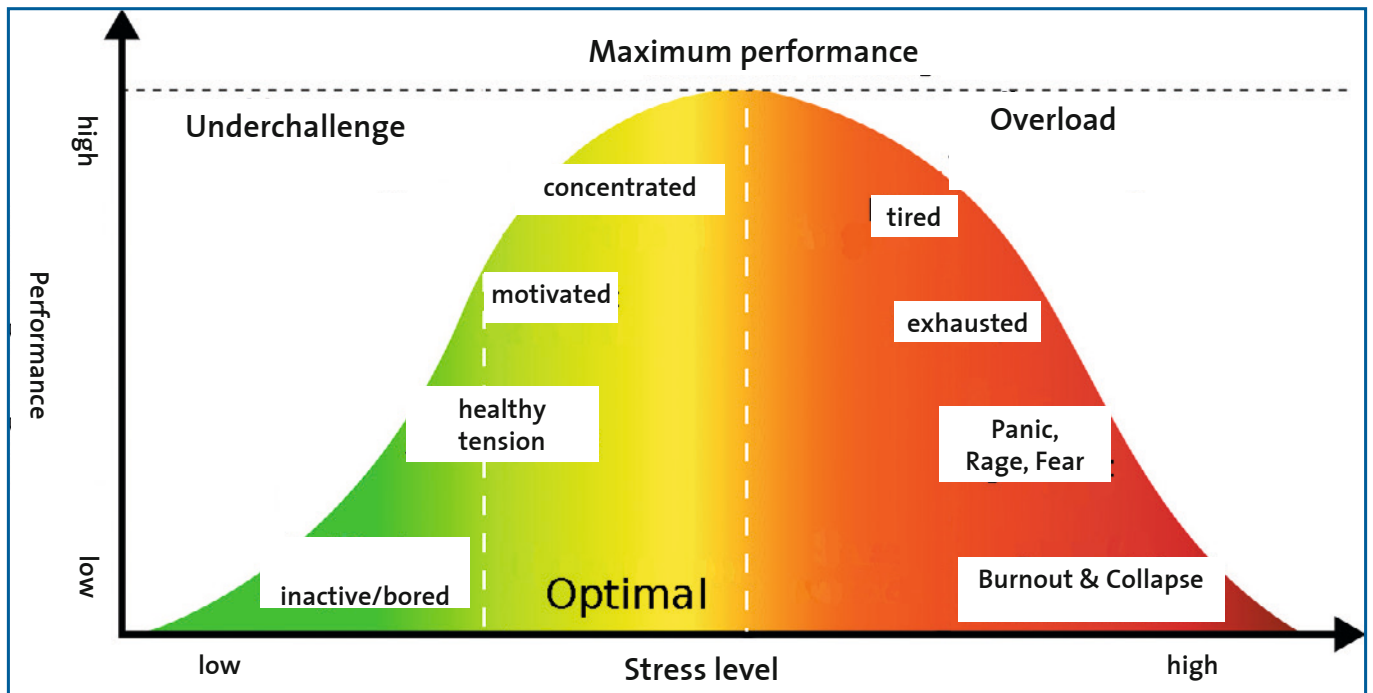 Maximum performance
Underchallenge
Overload
high
concentrated
tired
motivated
Performance
exhausted
healthy
tension
Panic,
Rage, Fear
low
inactive/bored
Optimal
Burnout & Collapse
low
Stress level
high